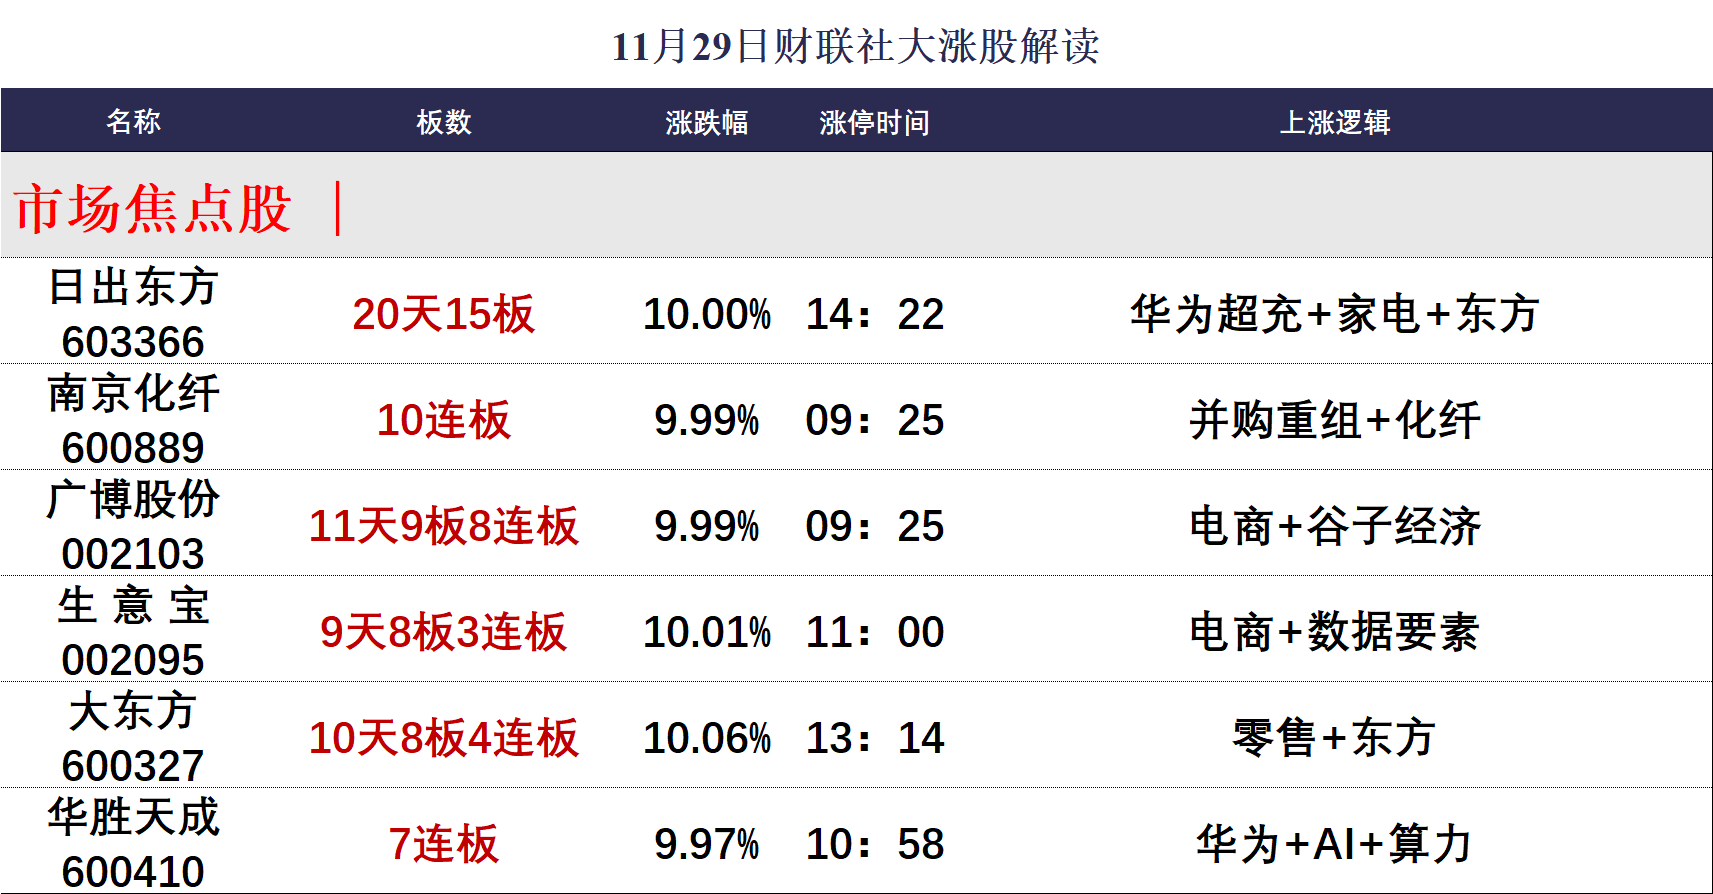 11月29日财联社大涨股解读
名称 板数 涨跌幅 涨停时间 上涨逻辑
市场焦点股 |
日出东方
603366 20天15板 10.00% 14：22 华为超充+家电+东方
南京化纤
600889 10连板 9.99% 09：25 并购重组+化纤
广博股份
002103 11天9板8连板 9.99% 09：25 电商+谷子经济
生 意 宝
002095 9天8板3连板 10.01% 11：00 电商+数据要素
大东方
600327 10天8板4连板 10.06% 13：14 零售+东方
华胜天成
600410 7连板 9.97% 10：58 华为+AI+算力